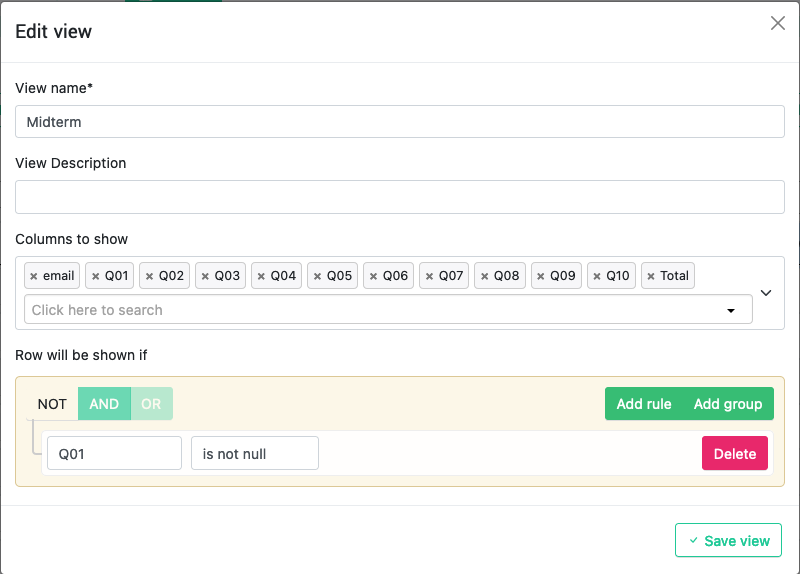 Edit view
View name*
Midterm
View Description
Columns to show
× email × Q01 × Q02 × Q03 × Q04 × Q05 × Q06 × Q07 × Q08 × Q09 × Q10 × Total
Click here to search
Row will be shown if
NOT AND OR Add rule Add group
Q01 is not null Delete
Save view